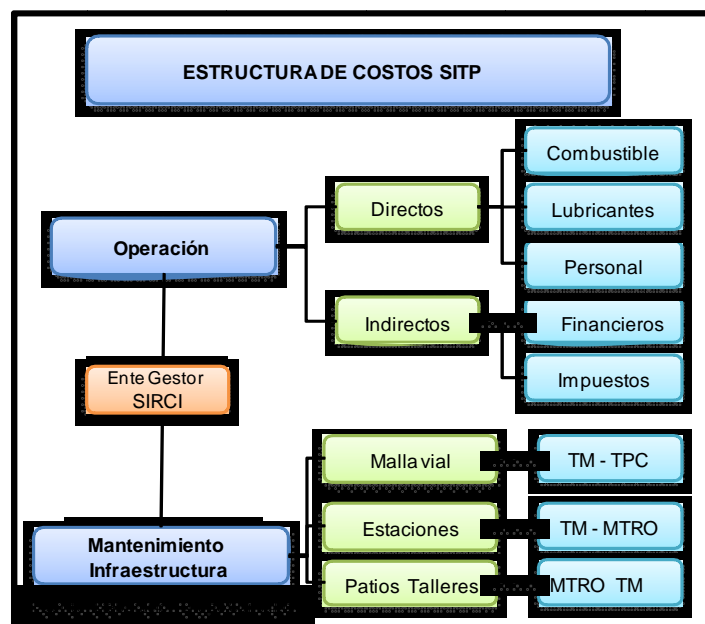 ESTRUCTURA DE COSTOS SITP
Combustible
Directos
Lubricantes
Operación
Personal
Indirectos
Financieros
Impuestos
Ente Gestor
SIRCI
Malla vial
TM - TPC
Estaciones
TM - MTRO
Mantenimiento
Infraestructura
Patios Talleres
MTRO TM